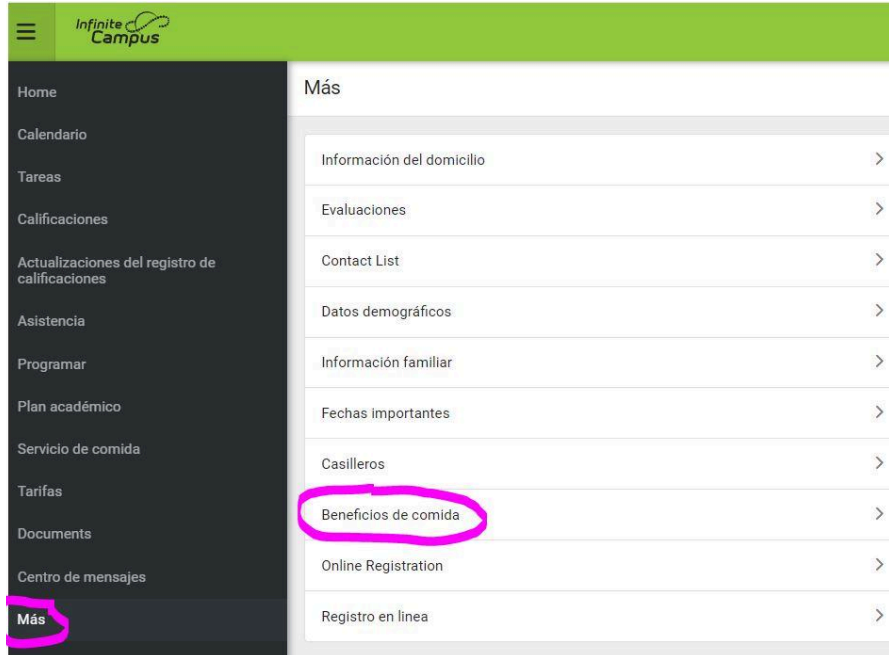 Infinite
Campus
Home
Calendario
Tareas
Calificaciones
Actualizaciones del registro de
calificaciones
Asistencia
Programar
Plan académico
Servicio de comida
Tarifas
Documents
Centro de mensajes
Más
Más
Información del domicilio
Evaluaciones
Contact List
Datos demográficos
Información familiar
Fechas importantes
Casilleros
Beneficios de comida
Online Registration
Registro en linea